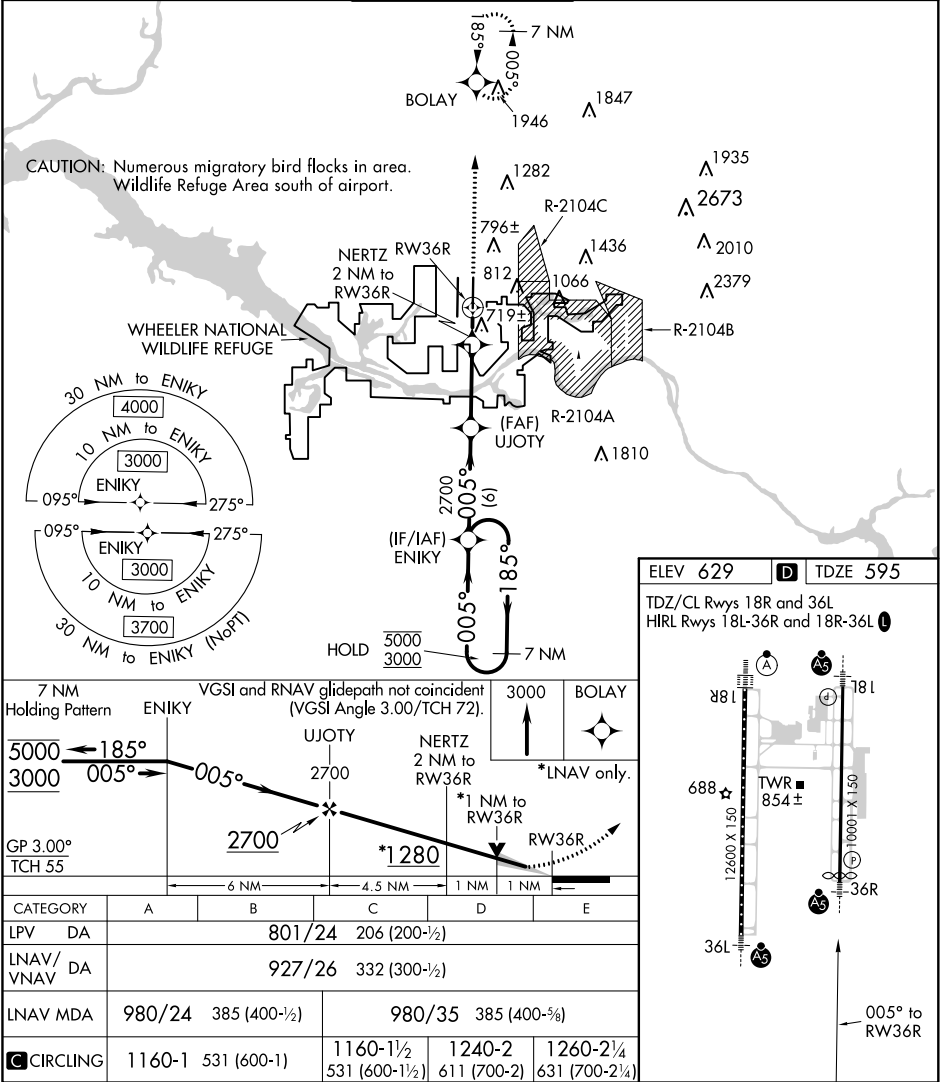 185°
005°
7 NM
BOLAY
1946
1847
CAUTION: Numerous migratory bird flocks in area.
Wildlife Refuge Area south of airport.
1282
1935
2673
R-2104C
796±
NERTZ
2 NM to
RW36R
RW36R
1436
2010
812
1066
2379
719±
WHEELER NATIONAL
WILDLIFE REFUGE
R-2104B
R-2104A
(FAF)
UJOTY
1810
30 NM to ENIKY
4000
10 NM to ENIKY
3000
ENIKY
095°
275°
095°
275°
ENIKY
3000
10 NM to ENIKY
3700
30 NM to ENIKY (NoPT)
2700
005°
(6)
(IF/IAF)
ENIKY
185°
005°
HOLD
5000
3000
7 NM
ELEV 629
D
TDZE 595
TDZ/CL Rwys 18R and 36L
HIRL Rwys 18L-36R and 18R-36L L
A
A5
18R
18L
P
688
TWR
854±
12600 X 150
10001 X 150
P
36R
A5
36L
A5
005° to
RW36R
7 NM
Holding Pattern
ENIKY
VGSI and RNAV glidepath not coincident
(VGSI Angle 3.00/TCH 72).
3000
BOLAY
UJOTY
NERTZ
2 NM to
RW36R
*LNAV only.
5000
185°
3000
005°
005°
2700
*1 NM to
RW36R
RW36R
2700
*1280
GP 3.00°
TCH 55
6 NM
4.5 NM
1 NM
1 NM
CATEGORY A B C D E
LPV DA 801/24 206 (200-½)
LNAV/
VNAV DA 927/26 332 (300-½)
LNAV MDA 980/24 385 (400-½) 980/35 385 (400-⅝)
C CIRCLING 1160-1 531 (600-1)
1160-1½
531 (600-1½)
1240-2
611 (700-2)
1260-2¼
631 (700-2¼)